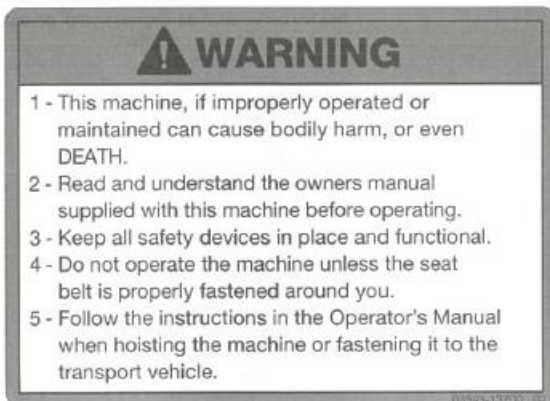 WARNING
1 - This machine, if improperly operated or
maintained can cause bodily harm, or even
DEATH.
2 - Read and understand the owners manual
supplied with this machine before operating.
3 - Keep all safety devices in place and functional.
4 - Do not operate the machine unless the seat
belt is properly fastened around you.
5 - Follow the instructions in the Operator's Manual
when hoisting the machine or fastening it to the
transport vehicle.